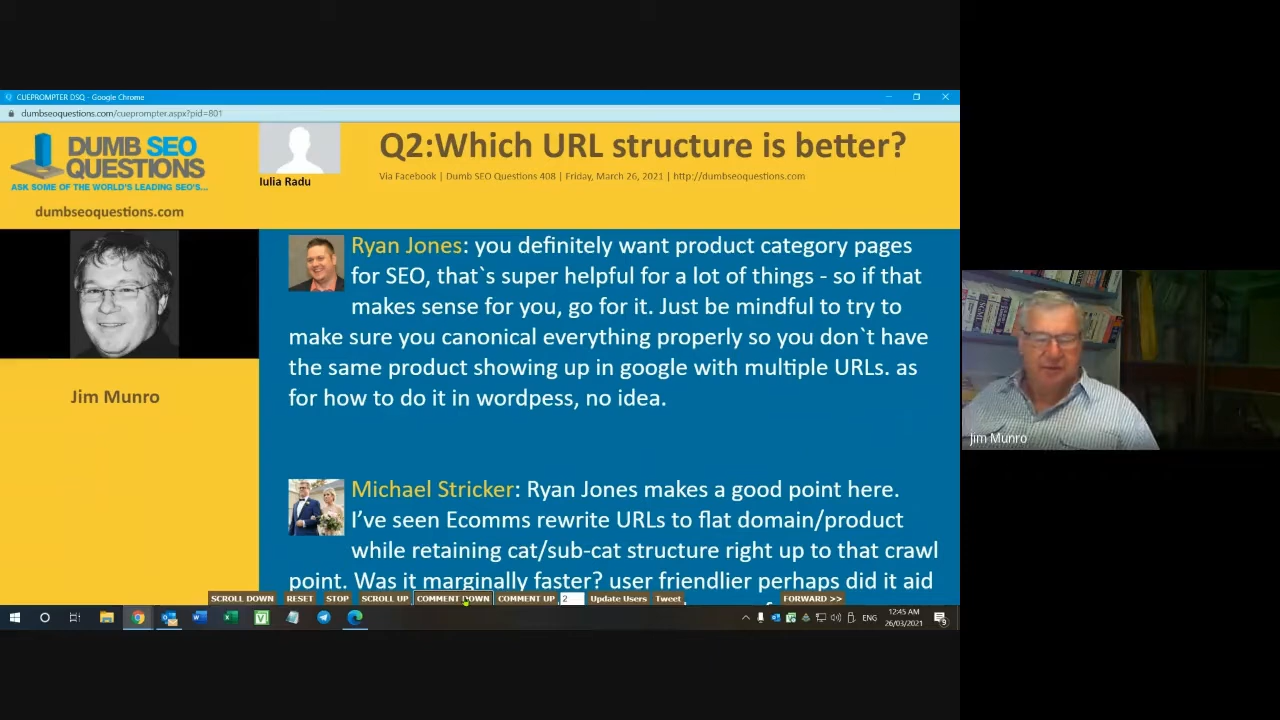 CUEPROMPTER DSQ - Google Chrome
dumbseoquestions.com/cueprompter.aspx?pid=801
DUMB SEO
QUESTIONS
ASK SOME OF THE WORLD'S LEADING SEO'S...
dumbseoquestions.com
Iulia Radu
Q2:Which URL structure is better?
Via Facebook | Dumb SEO Questions 408 | Friday, March 26, 2021 | http://dumbseoquestions.com
Jim Munro
Ryan Jones: you definitely want product category pages
for SEO, that`s super helpful for a lot of things - so if that
makes sense for you, go for it. Just be mindful to try to
make sure you canonical everything properly so you don`t have
the same product showing up in google with multiple URLs. as
for how to do it in wordpess, no idea.
Michael Stricker: Ryan Jones makes a good point here.
I've seen Ecomms rewrite URLs to flat domain/product
while retaining cat/sub-cat structure right up to that crawl
point. Was it marginally faster? user friendlier perhaps did it aid
SCROLL DOWN RESET STOP SCROLL UP COMMENT DOWN COMMENT UP 2 Update Users Tweet FORWARD >>
ENG
12:45 AM
26/03/2021
Jim Munro